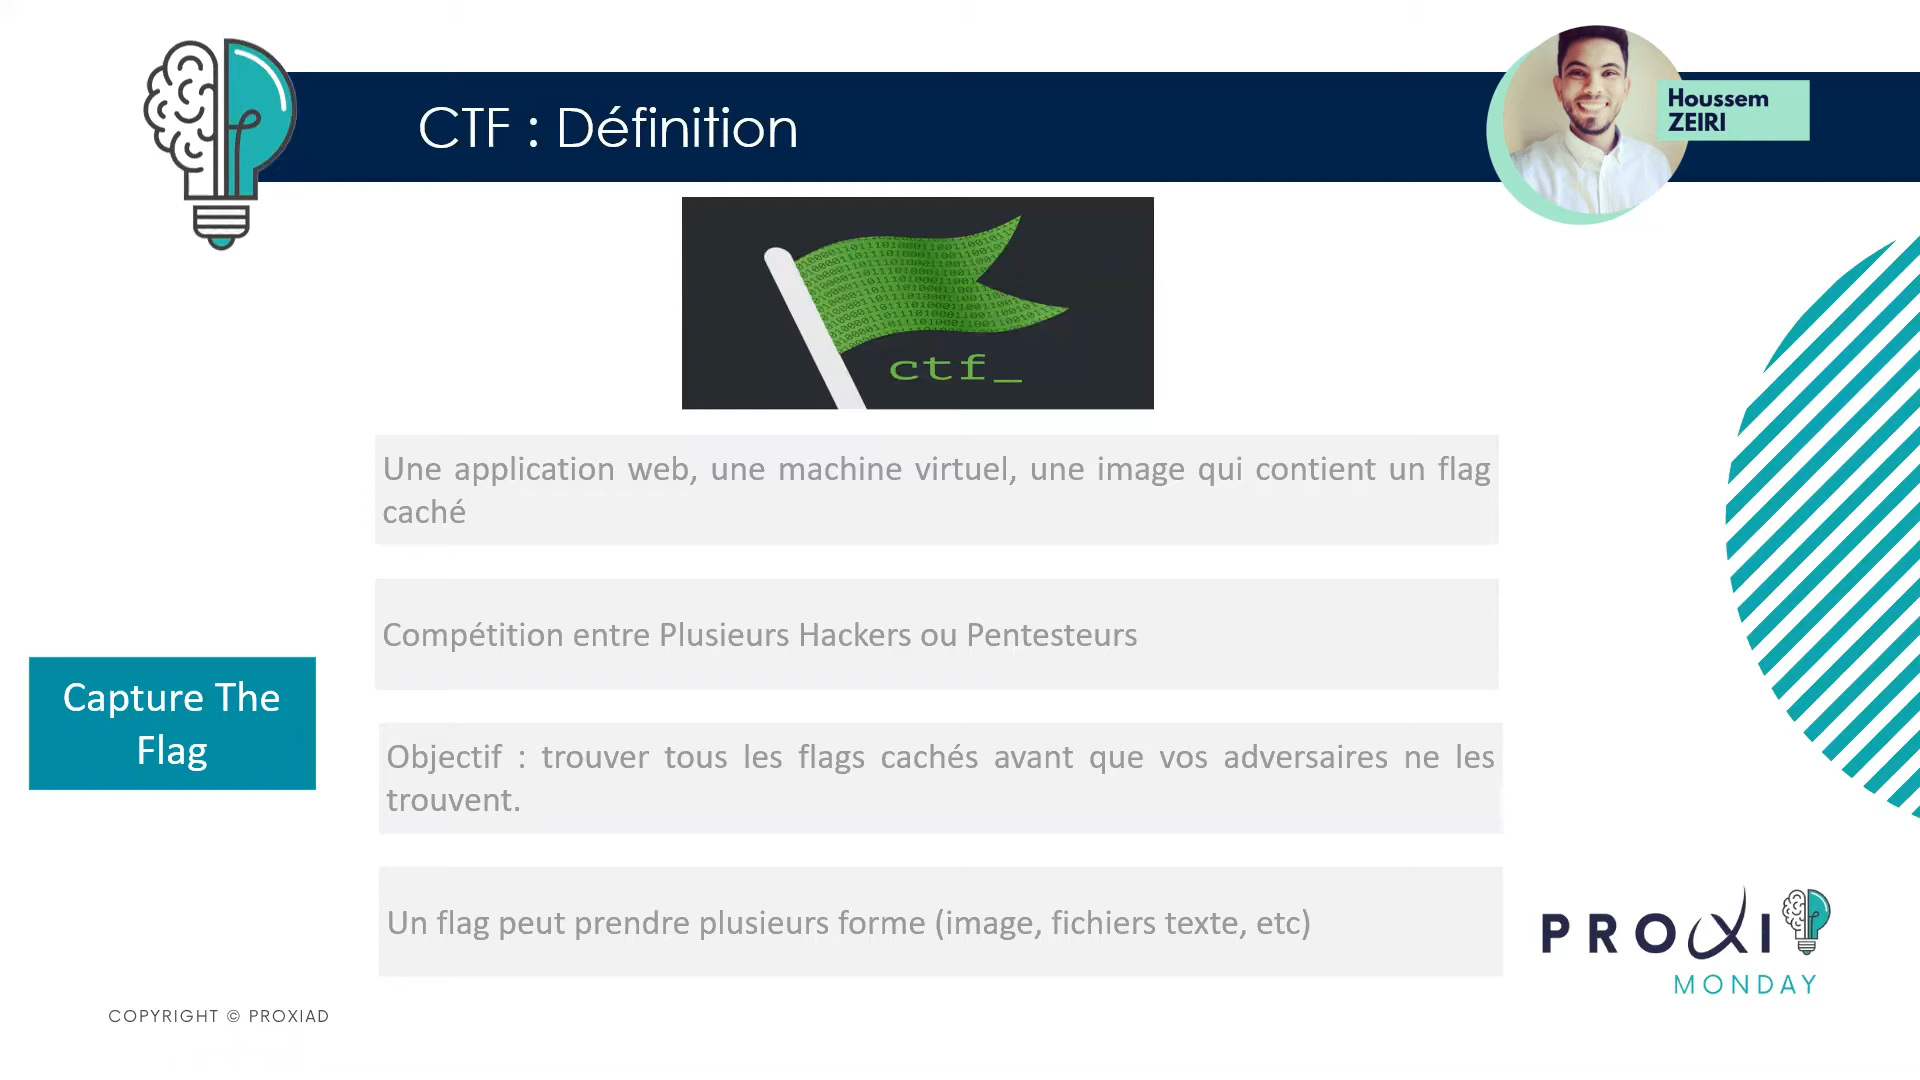 CTF : Définition
Houssem
ZEIRI
ctf_
Une application web, une machine virtuel, une image qui contient un flag
caché
Compétition entre Plusieurs Hackers ou Pentesteurs
Capture The
Flag
Objectif : trouver tous les flags cachés avant que vos adversaires ne les
trouvent.
Un flag peut prendre plusieurs forme (image, fichiers texte, etc)
PROXI
MONDAY
COPYRIGHT © PROXIAD